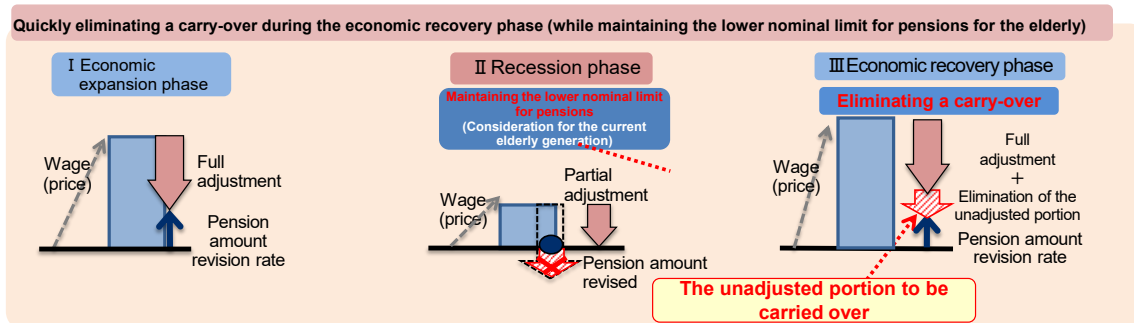 Quickly eliminating a carry-over during the economic recovery phase (while maintaining the lower nominal limit for pensions for the elderly)
Ⅰ Economic
expansion phase
Wage
(price)
Full
adjustment
Pension
amount
revision rate
Ⅱ Recession phase
Maintaining the lower nominal limit
for pensions
(Consideration for the current
elderly generation)
Wage
(price)
Partial
adjustment
Pension amount
revised
Ⅲ Economic recovery phase
Eliminating a carry-over
Wage
(price)
Full
adjustment
+
Elimination of the
unadjusted portion
Pension amount
revision rate
The unadjusted portion to be
carried over